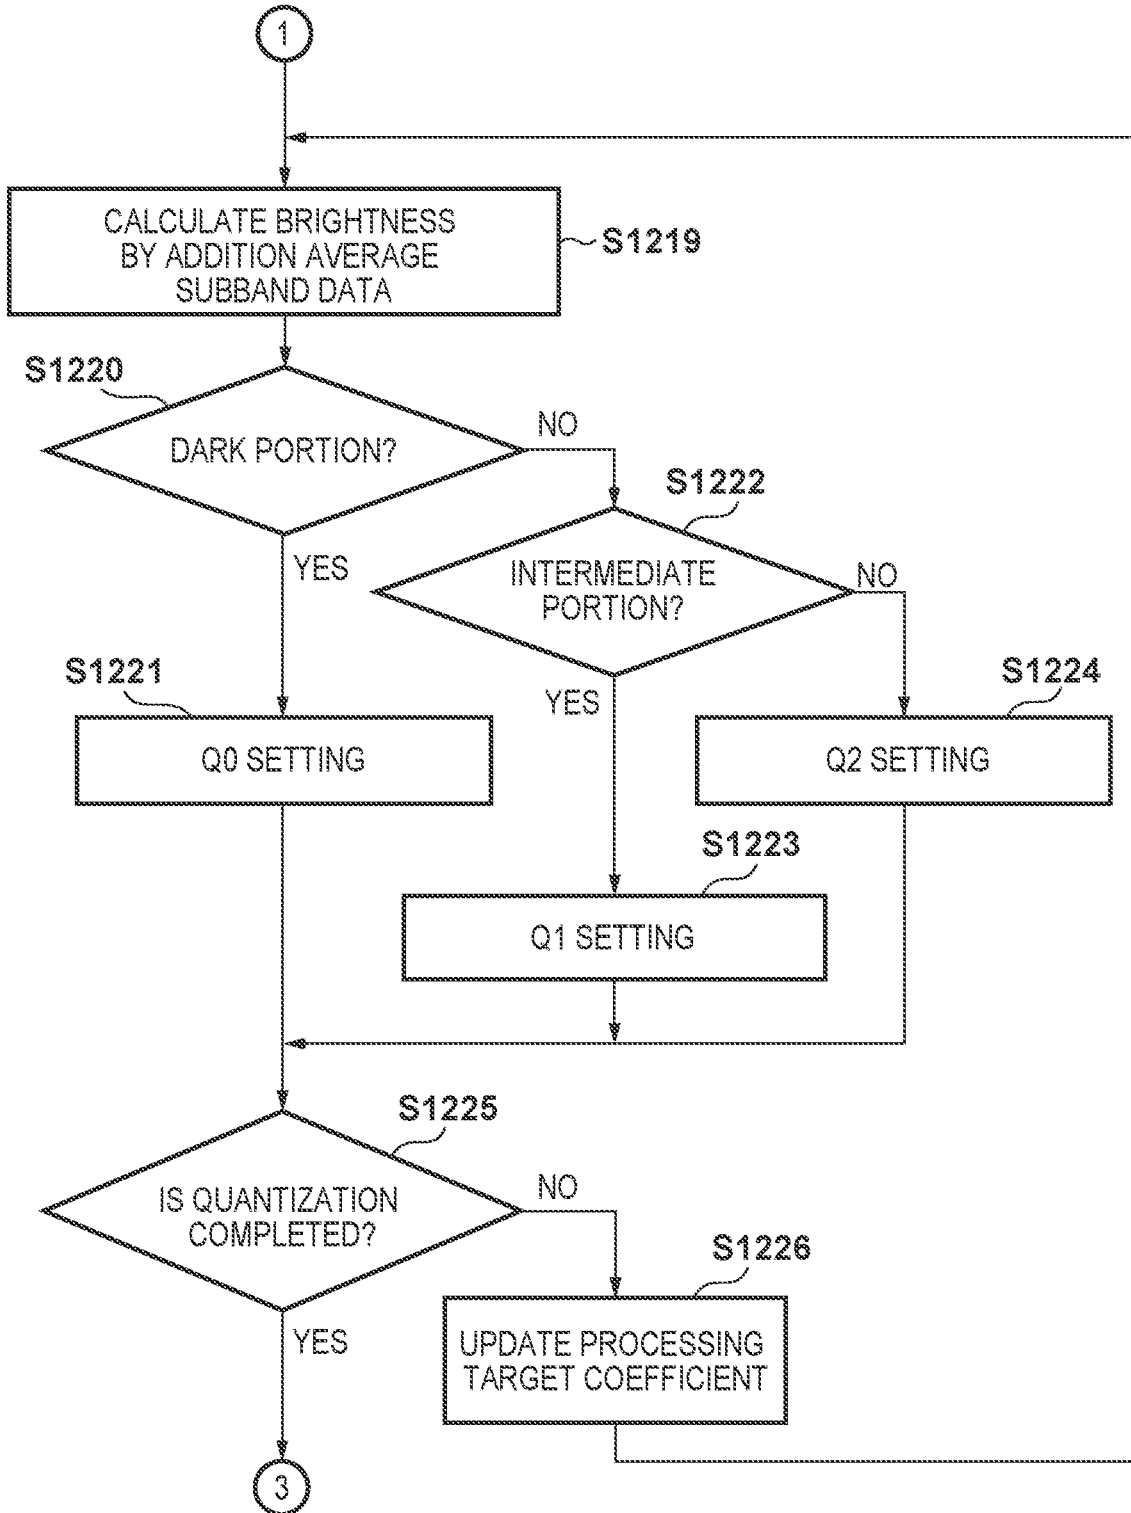 1
CALCULATE BRIGHTNESS
BY ADDITION AVERAGE
SUBBAND DATA
S1219
S1220
DARK PORTION?
NO
YES
S1222
INTERMEDIATE
PORTION?
NO
YES
S1221
Q0 SETTING
S1224
Q2 SETTING
S1223
Q1 SETTING
S1225
IS QUANTIZATION
COMPLETED?
NO
YES
S1226
UPDATE PROCESSING
TARGET COEFFICIENT
3